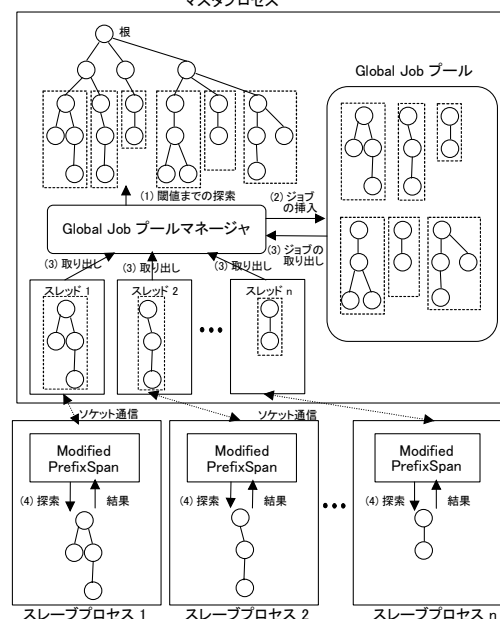 マスタプロセス
根
Global Job プール
(1) 閾値までの探索
(2) ジョブ
の挿入
Global Job プールマネージャ
(3) ジョブの
取り出し
(3) 取り出し
(3) 取り出し
(3) 取り出し
スレッド 1
スレッド 2
スレッド n
•••
ソケット通信
ソケット通信
Modified
PrefixSpan
Modified
PrefixSpan
Modified
PrefixSpan
(4) 探索
結果
(4) 探索
結果
•••
(4) 探索
結果
スレーブプロセス 1
スレーブプロセス 2
スレーブプロセス n